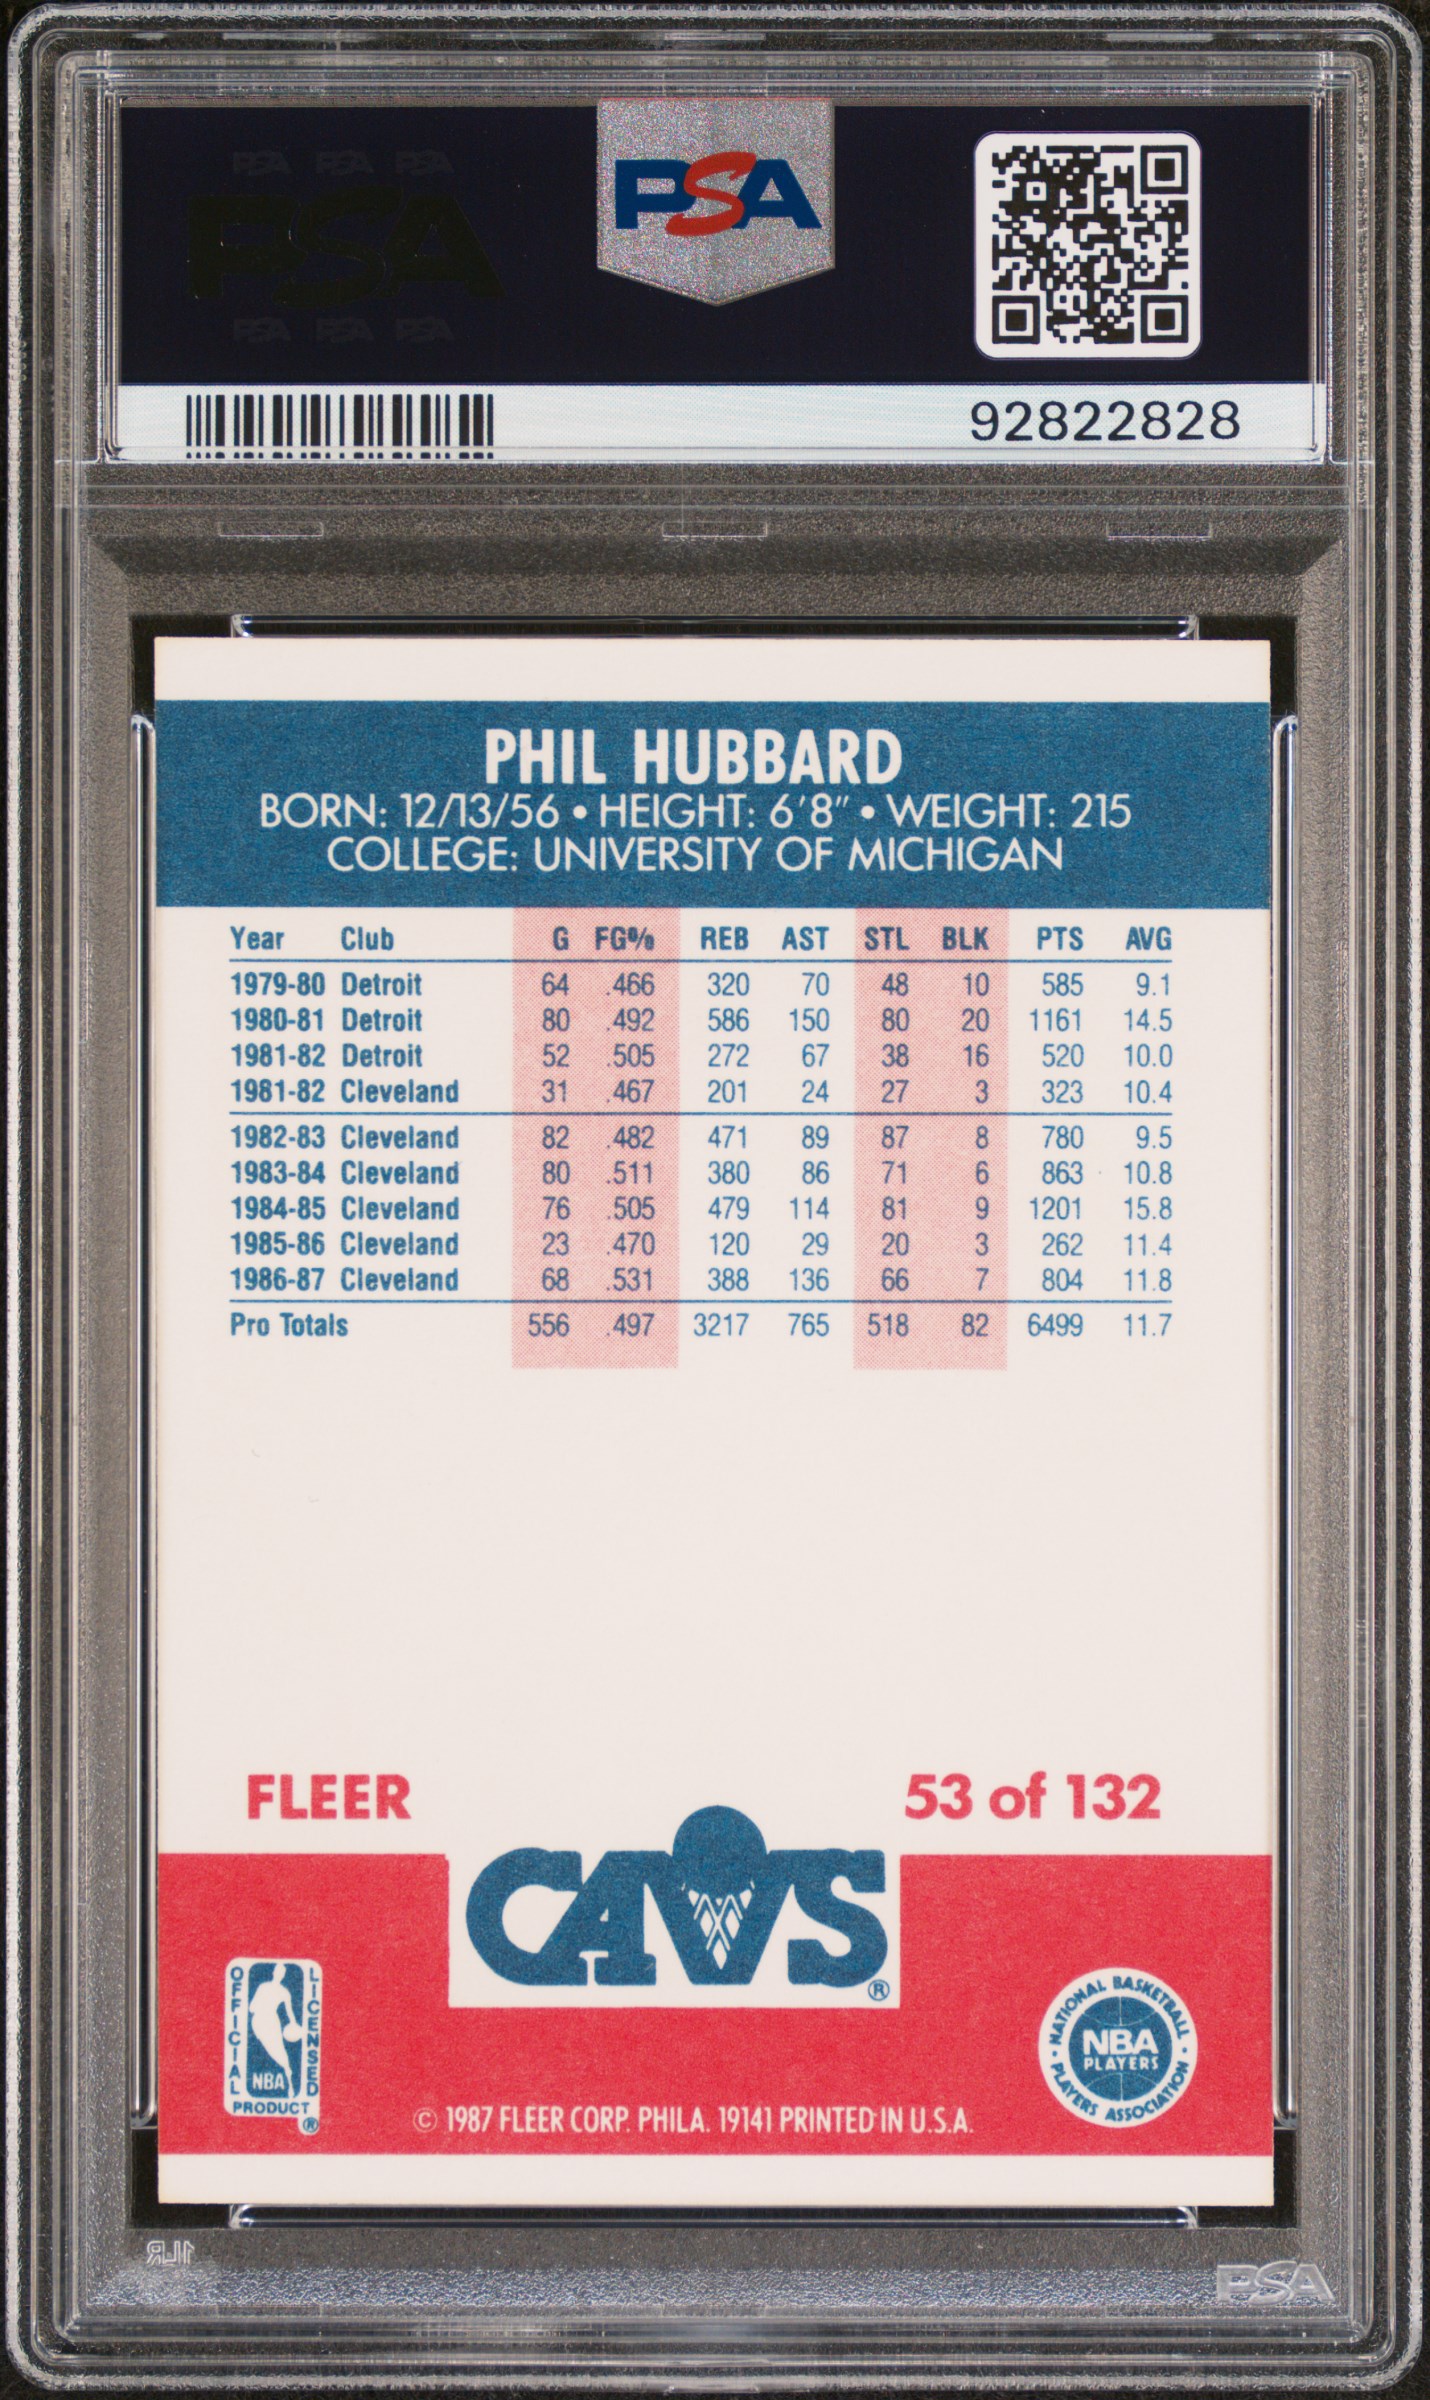 PSA PSA PSA
PSA
PSA
PSA PSA PSA
92822828
PHIL HUBBARD
BORN: 12/13/56 • HEIGHT: 6'8" • WEIGHT: 215
COLLEGE: UNIVERSITY OF MICHIGAN
Year Club G FG% REB AST STL BLK PTS AVG
1979-80 Detroit 64 .466 320 70 48 10 585 9.1
1980-81 Detroit 80 .492 586 150 80 20 1161 14.5
1981-82 Detroit 52 .505 272 67 38 16 520 10.0
1981-82 Cleveland 31 .467 201 24 27 3 323 10.4
1982-83 Cleveland 82 .482 471 89 87 8 780 9.5
1983-84 Cleveland 80 .511 380 86 71 6 863 10.8
1984-85 Cleveland 76 .505 479 114 81 9 1201 15.8
1985-86 Cleveland 23 .470 120 29 20 3 262 11.4
1986-87 Cleveland 68 .531 388 136 66 7 804 11.8
Pro Totals 556 .497 3217 765 518 82 6499 11.7
FLEER
53 of 132
CAVS®
OFFICIAL LICENSED
NBA
PRODUCT ®
NATIONAL BASKETBALL
NBA
PLAYERS
• PLAYERS ASSOCIATION •
© 1987 FLEER CORP. PHILA. 19141 PRINTED IN U.S.A.
1LR
PSA